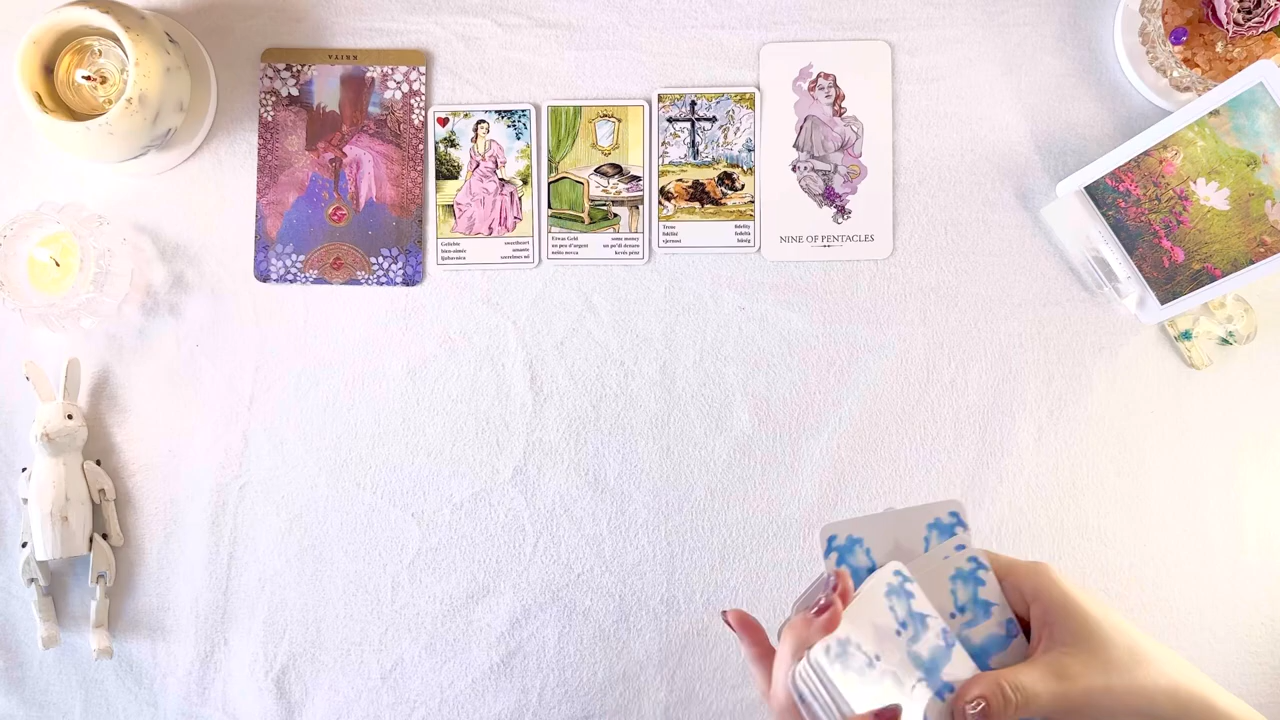 KRIYA
Geliebte sweetheart
bien-aimée amante
ljubavnica szerelmes nő
Etwas Geld some money
un peu d'argent un po'di denaro
nešto novca kevés pénz
Treue fidelity
fidélité fedeltà
vjernost hűség
NINE OF PENTACLES